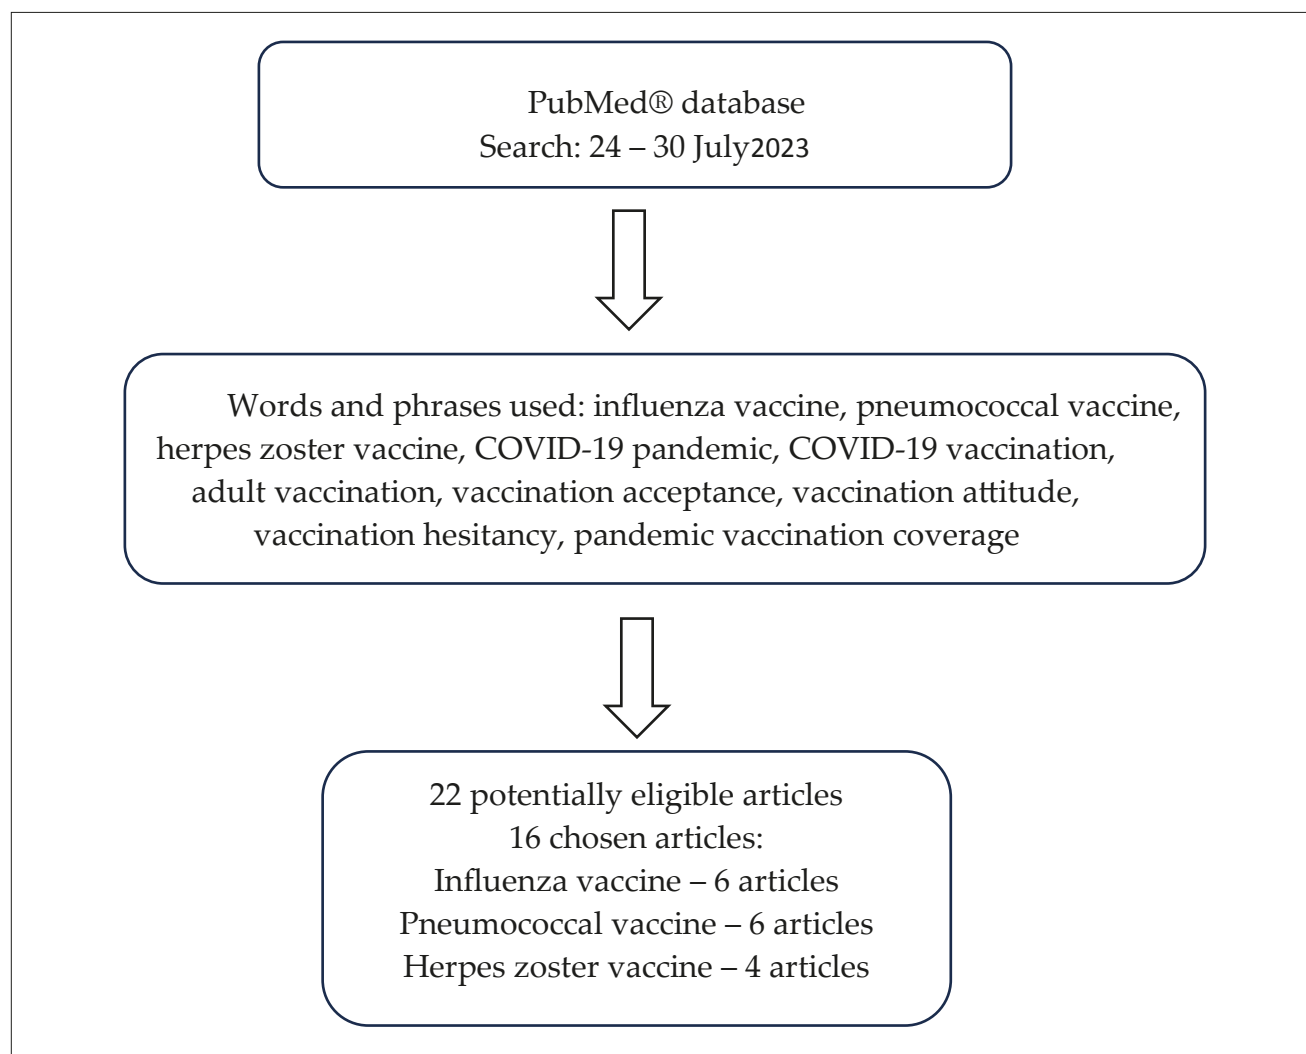 PubMed® database
Search: 24 – 30 July2023
Words and phrases used: influenza vaccine, pneumococcal vaccine,
herpes zoster vaccine, COVID-19 pandemic, COVID-19 vaccination,
adult vaccination, vaccination acceptance, vaccination attitude,
vaccination hesitancy, pandemic vaccination coverage
22 potentially eligible articles
16 chosen articles:
Influenza vaccine – 6 articles
Pneumococcal vaccine – 6 articles
Herpes zoster vaccine – 4 articles